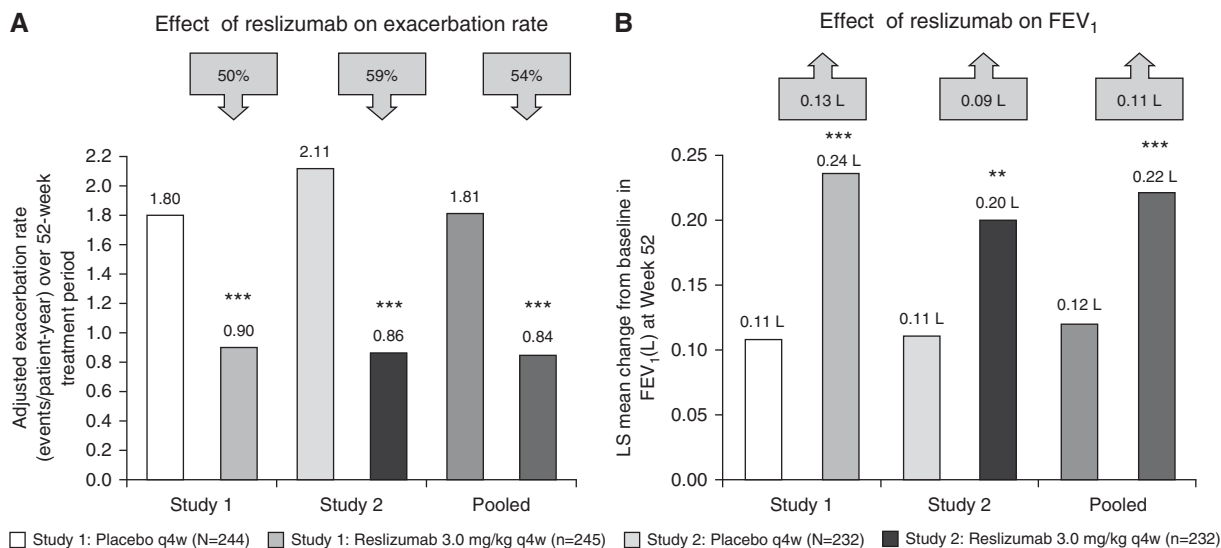 A
Effect of reslizumab on exacerbation rate
50%
59%
54%
Adjusted exacerbation rate
(events/patient-year) over 52-week
treatment period
2.2
2.0
1.8
1.6
1.4
1.2
1.0
0.8
0.6
0.4
0.2
0.0
1.80
***
0.90
2.11
***
0.86
1.81
***
0.84
Study 1
Study 2
Pooled
B
Effect of reslizumab on FEV1
0.13 L
0.09 L
0.11 L
LS mean change from baseline in
FEV1(L) at Week 52
0.25
0.20
0.15
0.10
0.05
0.00
0.11 L
***
0.24 L
0.11 L
**
0.20 L
0.12 L
***
0.22 L
Study 1
Study 2
Pooled
Study 1: Placebo q4w (N=244)
Study 1: Reslizumab 3.0 mg/kg q4w (n=245)
Study 2: Placebo q4w (N=232)
Study 2: Reslizumab 3.0 mg/kg q4w (n=232)